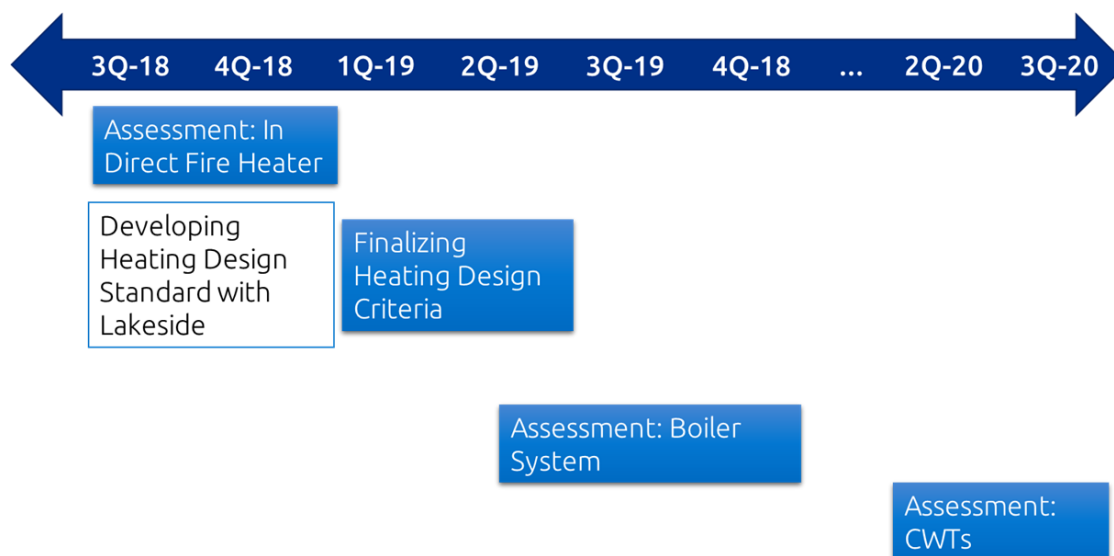 3Q-18 4Q-18 1Q-19 2Q-19 3Q-19 4Q-18 ... 2Q-20 3Q-20
Assessment: In
Direct Fire Heater
Developing
Heating Design
Standard with
Lakeside
Finalizing
Heating Design
Criteria
Assessment: Boiler
System
Assessment:
CWTs